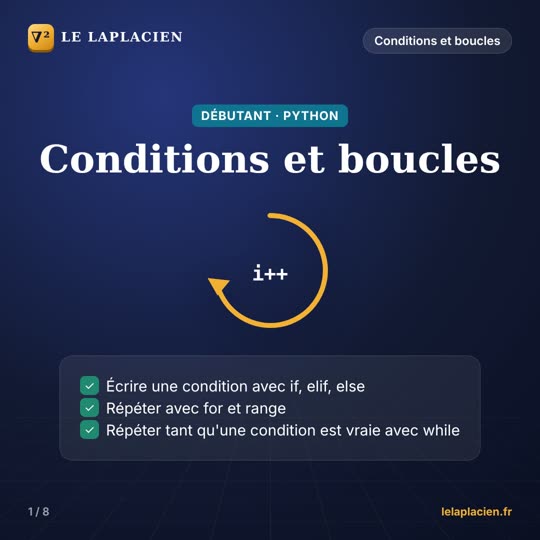 ∇² LE LAPLACIEN
Conditions et boucles
DÉBUTANT · PYTHON
Conditions et boucles
i++
Écrire une condition avec if, elif, else
Répéter avec for et range
Répéter tant qu'une condition est vraie avec while
1 / 8
lelaplacien.fr